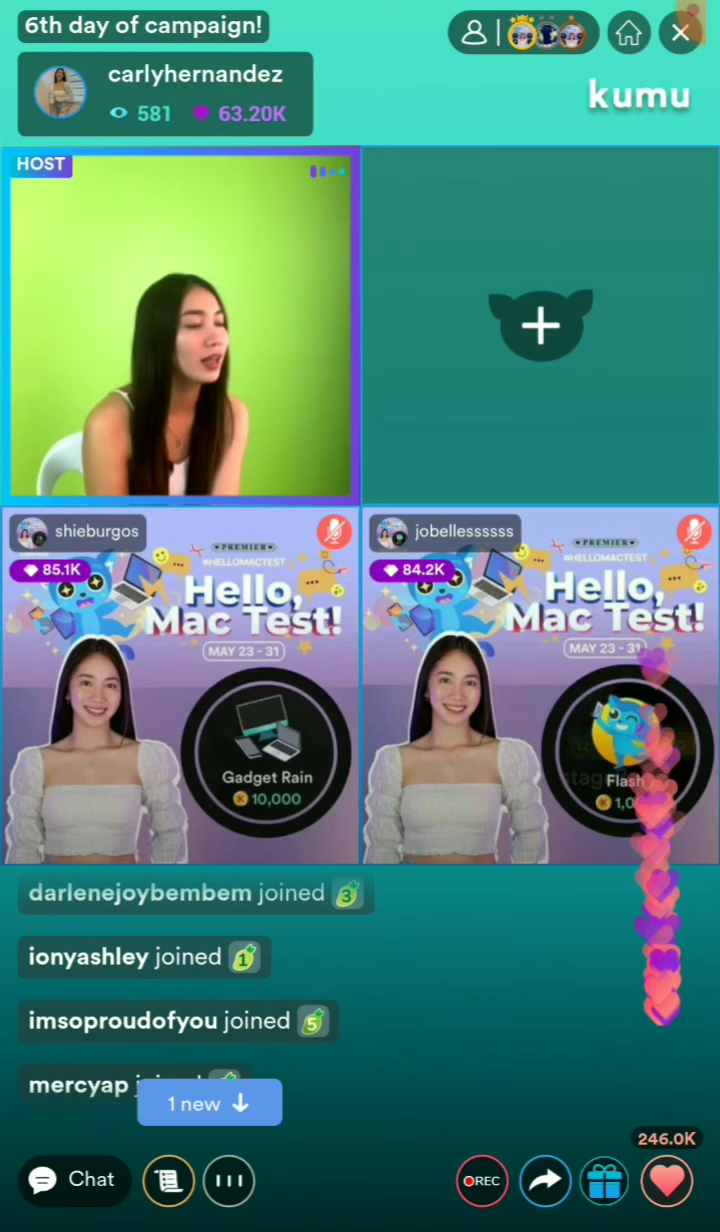 6th day of campaign!
carlyhernandez
581 63.20K
kumu
HOST
shieburgos
85.1K
PREMIER
#HELLOMACTEST
Hello,
Mac Test!
MAY 23 - 31
Gadget Rain
10,000
jobellessssss
84.2K
PREMIER
#HELLOMACTEST
Hello,
Mac Test!
MAY 23 - 31
Flash
darlenejoybembem joined 3
ionyashley joined 1
imsoproudofyou joined 5
mercyap
1 new
246.0K
Chat
REC